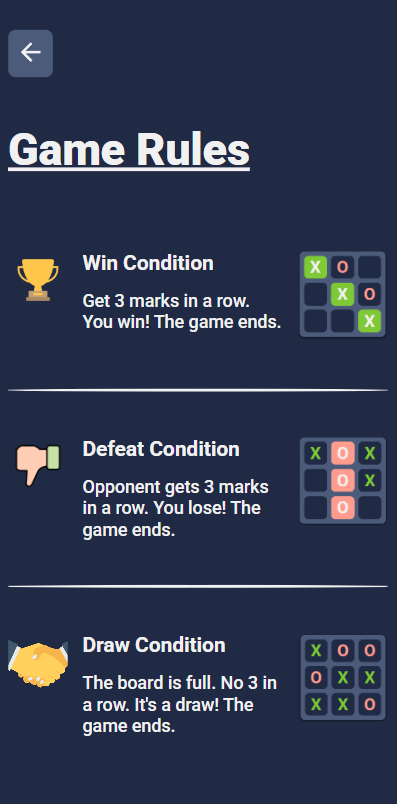 Game Rules
Win Condition
Get 3 marks in a row.
You win! The game ends.
X O
X O
X
Defeat Condition
Opponent gets 3 marks
in a row. You lose! The
game ends.
X O X
O X
O
Draw Condition
The board is full. No 3 in
a row. It's a draw! The
game ends.
X O O
O X X
X X O